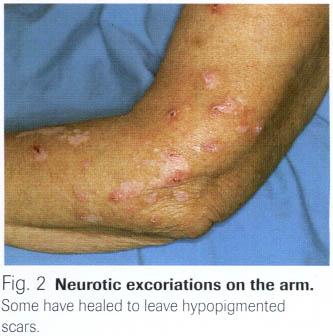 Fig. 2 Neurotic excoriations on the arm.
Some have healed to leave hypopigmented
scars.